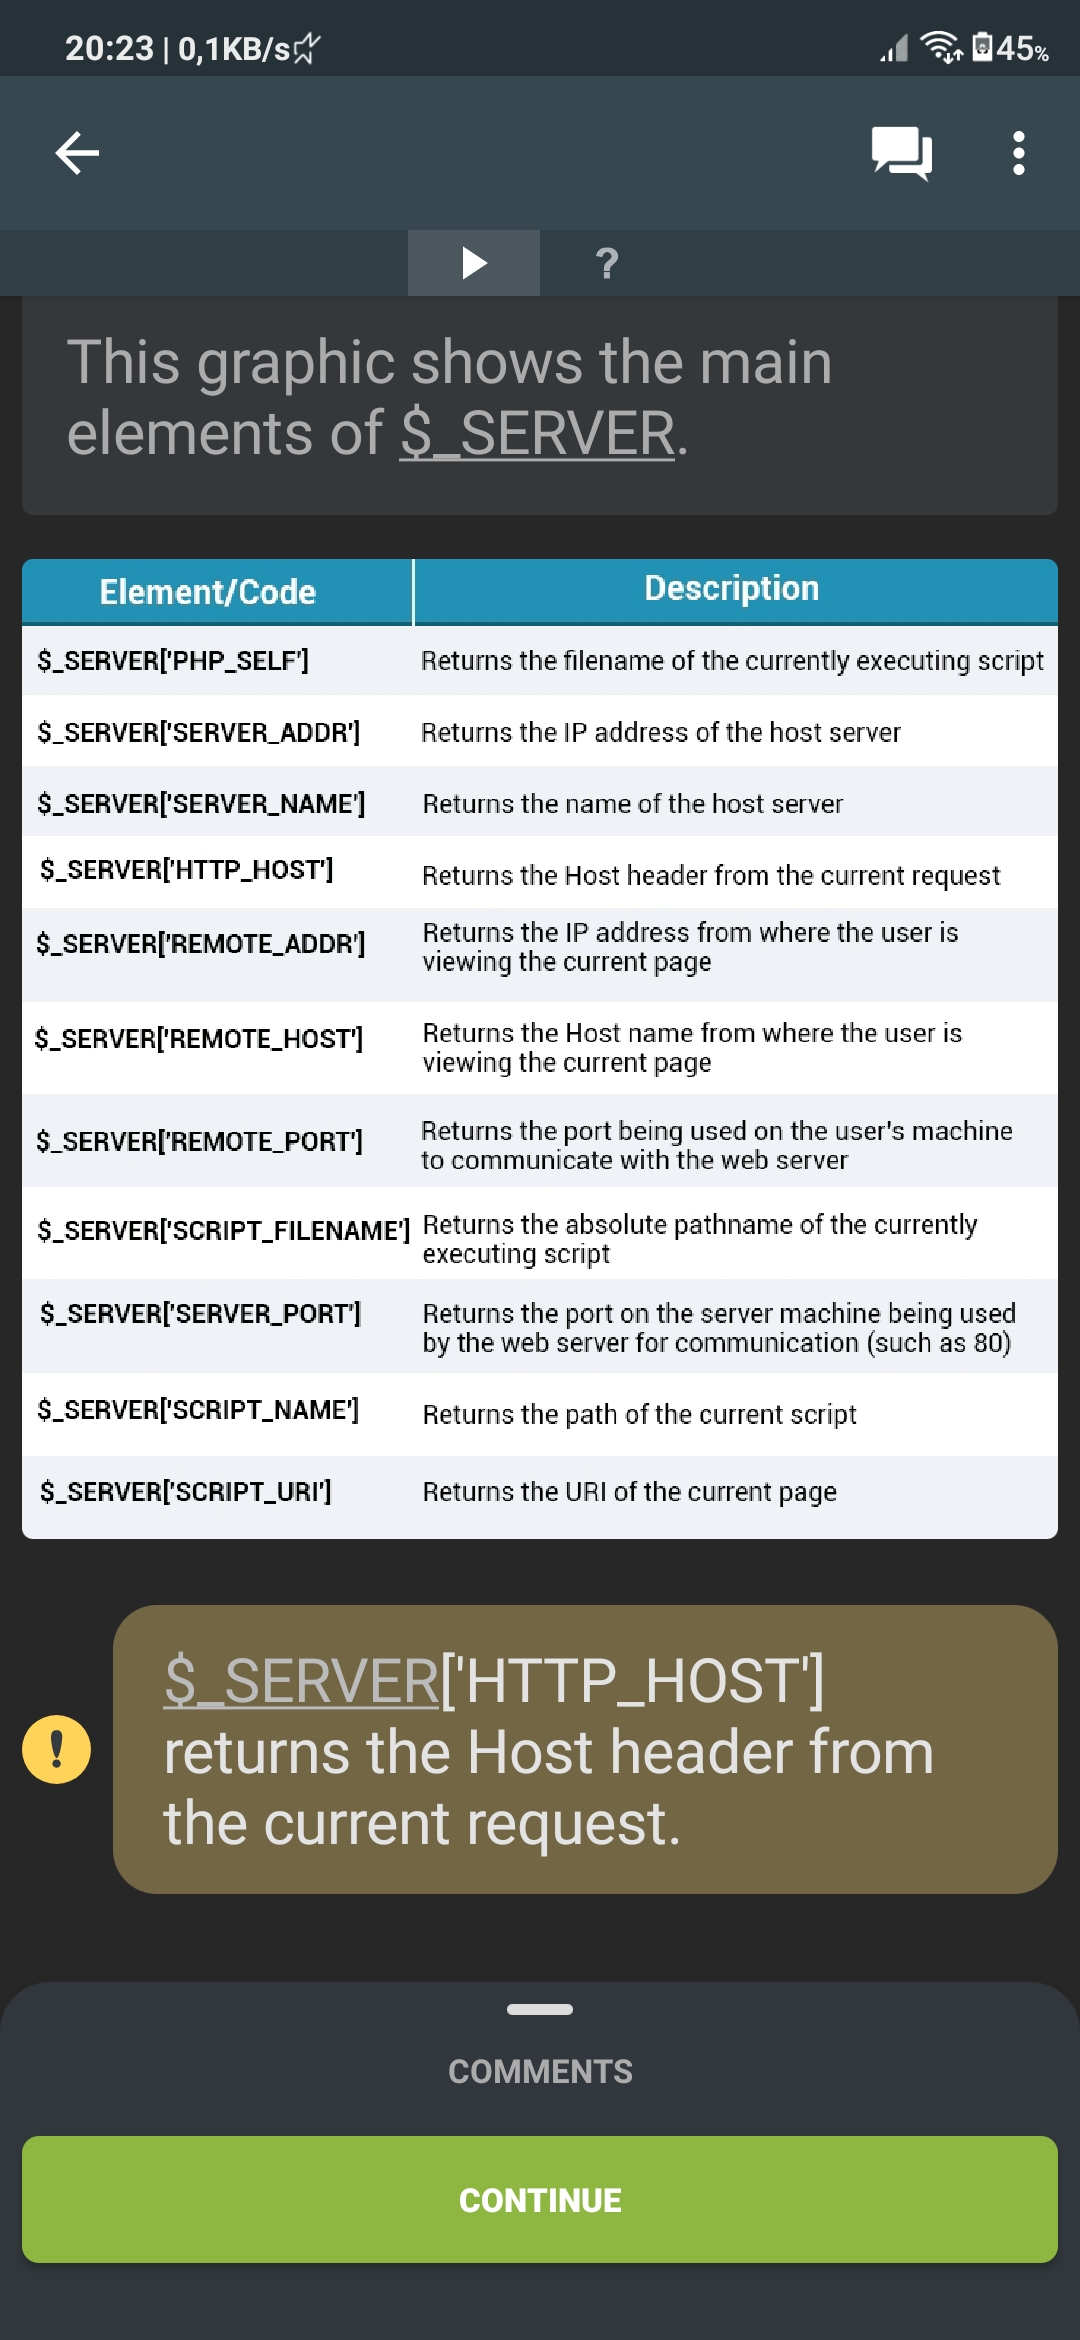 20:23 | 0,1KB/s
45%
?
This graphic shows the main
elements of $_SERVER.
Element/Code
Description
$_SERVER['PHP_SELF']
Returns the filename of the currently executing script
$_SERVER['SERVER_ADDR']
Returns the IP address of the host server
$_SERVER['SERVER_NAME']
Returns the name of the host server
$_SERVER['HTTP_HOST']
Returns the Host header from the current request
$_SERVER['REMOTE_ADDR']
Returns the IP address from where the user is
viewing the current page
$_SERVER['REMOTE_HOST']
Returns the Host name from where the user is
viewing the current page
$_SERVER['REMOTE_PORT']
Returns the port being used on the user's machine
to communicate with the web server
$_SERVER['SCRIPT_FILENAME']
Returns the absolute pathname of the currently
executing script
$_SERVER['SERVER_PORT']
Returns the port on the server machine being used
by the web server for communication (such as 80)
$_SERVER['SCRIPT_NAME']
Returns the path of the current script
$_SERVER['SCRIPT_URI']
Returns the URI of the current page
$_SERVER['HTTP_HOST']
returns the Host header from
the current request.
COMMENTS
CONTINUE